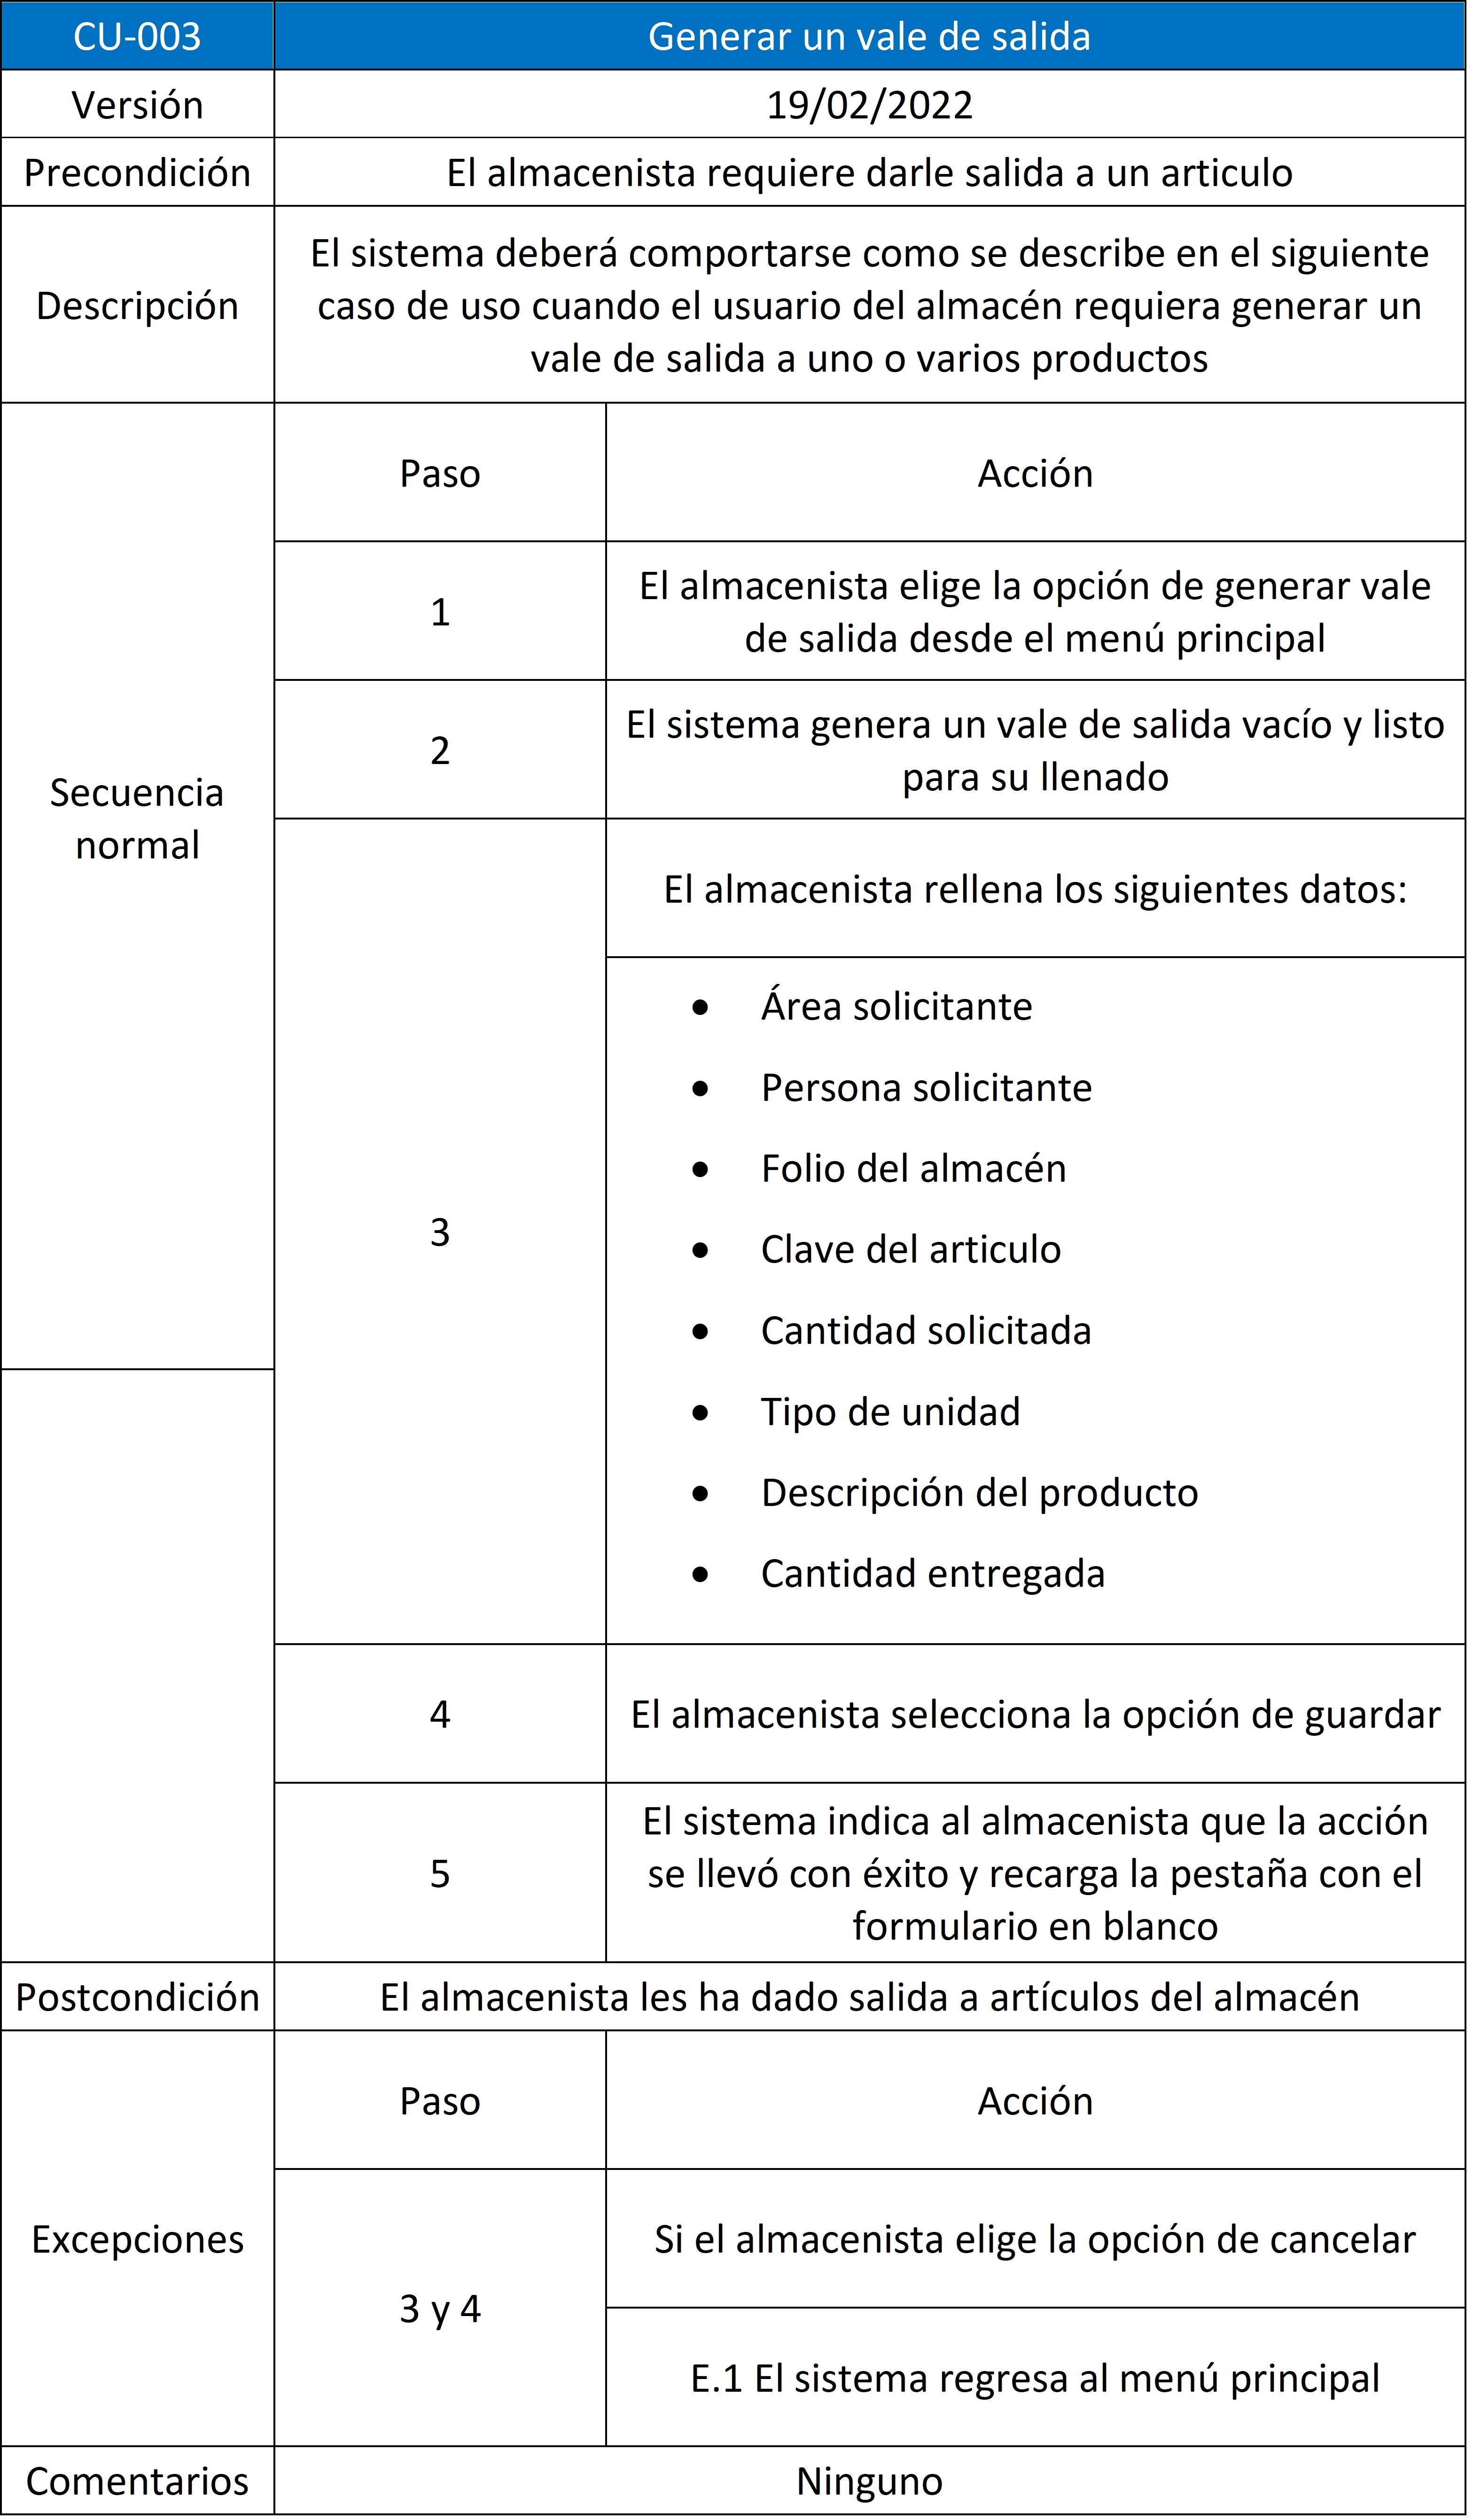 CU-003
Generar un vale de salida
Versión
19/02/2022
Precondición
El almacenista requiere darle salida a un articulo
Descripción
El sistema deberá comportarse como se describe en el siguiente
caso de uso cuando el usuario del almacén requiera generar un
vale de salida a uno o varios productos
Secuencia
normal
Paso
Acción
1
El almacenista elige la opción de generar vale
de salida desde el menú principal
2
El sistema genera un vale de salida vacío y listo
para su llenado
3
El almacenista rellena los siguientes datos:
• Área solicitante
• Persona solicitante
• Folio del almacén
• Clave del articulo
• Cantidad solicitada
• Tipo de unidad
• Descripción del producto
• Cantidad entregada
4
El almacenista selecciona la opción de guardar
5
El sistema indica al almacenista que la acción
se llevó con éxito y recarga la pestaña con el
formulario en blanco
Postcondición
El almacenista les ha dado salida a artículos del almacén
Excepciones
Paso
Acción
3 y 4
Si el almacenista elige la opción de cancelar
E.1 El sistema regresa al menú principal
Comentarios
Ninguno